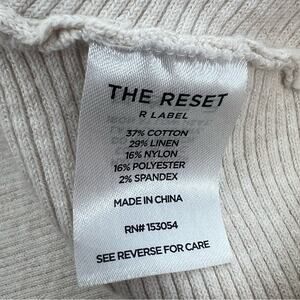 THE RESET
R LABEL
37% COTTON
29% LINEN
16% NYLON
16% POLYESTER
2% SPANDEX
MADE IN CHINA
RN# 153054
SEE REVERSE FOR CARE